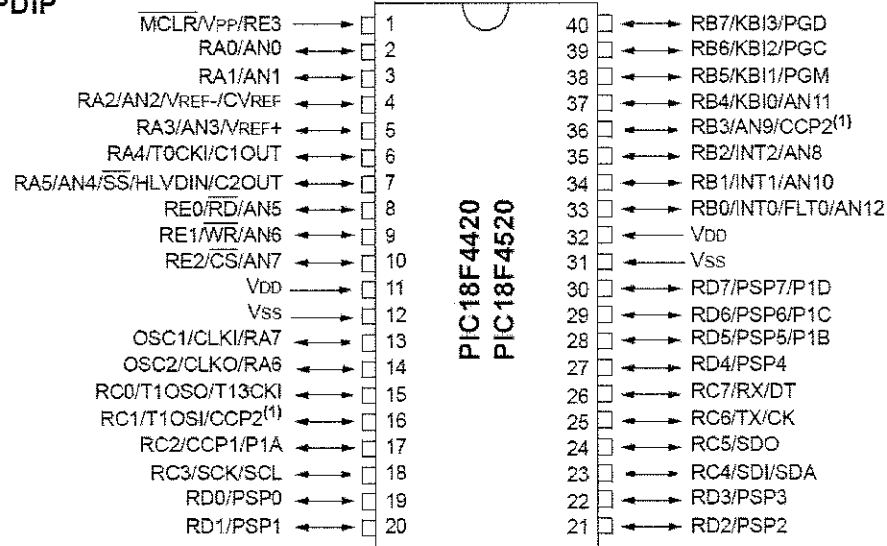 PDIP
MCLR/VPP/RE3 1
RA0/AN0 2
RA1/AN1 3
RA2/AN2/VREF-/CVREF 4
RA3/AN3/VREF+ 5
RA4/T0CKI/C1OUT 6
RA5/AN4/SS/HLVDIN/C2OUT 7
RE0/RD/AN5 8
RE1/WR/AN6 9
RE2/CS/AN7 10
VDD 11
VSS 12
OSC1/CLKI/RA7 13
OSC2/CLKO/RA6 14
RC0/T1OSO/T13CKI 15
RC1/T1OSI/CCP2(1) 16
RC2/CCP1/P1A 17
RC3/SCK/SCL 18
RD0/PSP0 19
RD1/PSP1 20
PIC18F4420
PIC18F4520
40 RB7/KBI3/PGD
39 RB6/KBI2/PGC
38 RB5/KBI1/PGM
37 RB4/KBI0/AN11
36 RB3/AN9/CCP2(1)
35 RB2/INT2/AN8
34 RB1/INT1/AN10
33 RB0/INT0/FLT0/AN12
32 VDD
31 VSS
30 RD7/PSP7/P1D
29 RD6/PSP6/P1C
28 RD5/PSP5/P1B
27 RD4/PSP4
26 RC7/RX/DT
25 RC6/TX/CK
24 RC5/SDO
23 RC4/SDI/SDA
22 RD3/PSP3
21 RD2/PSP2